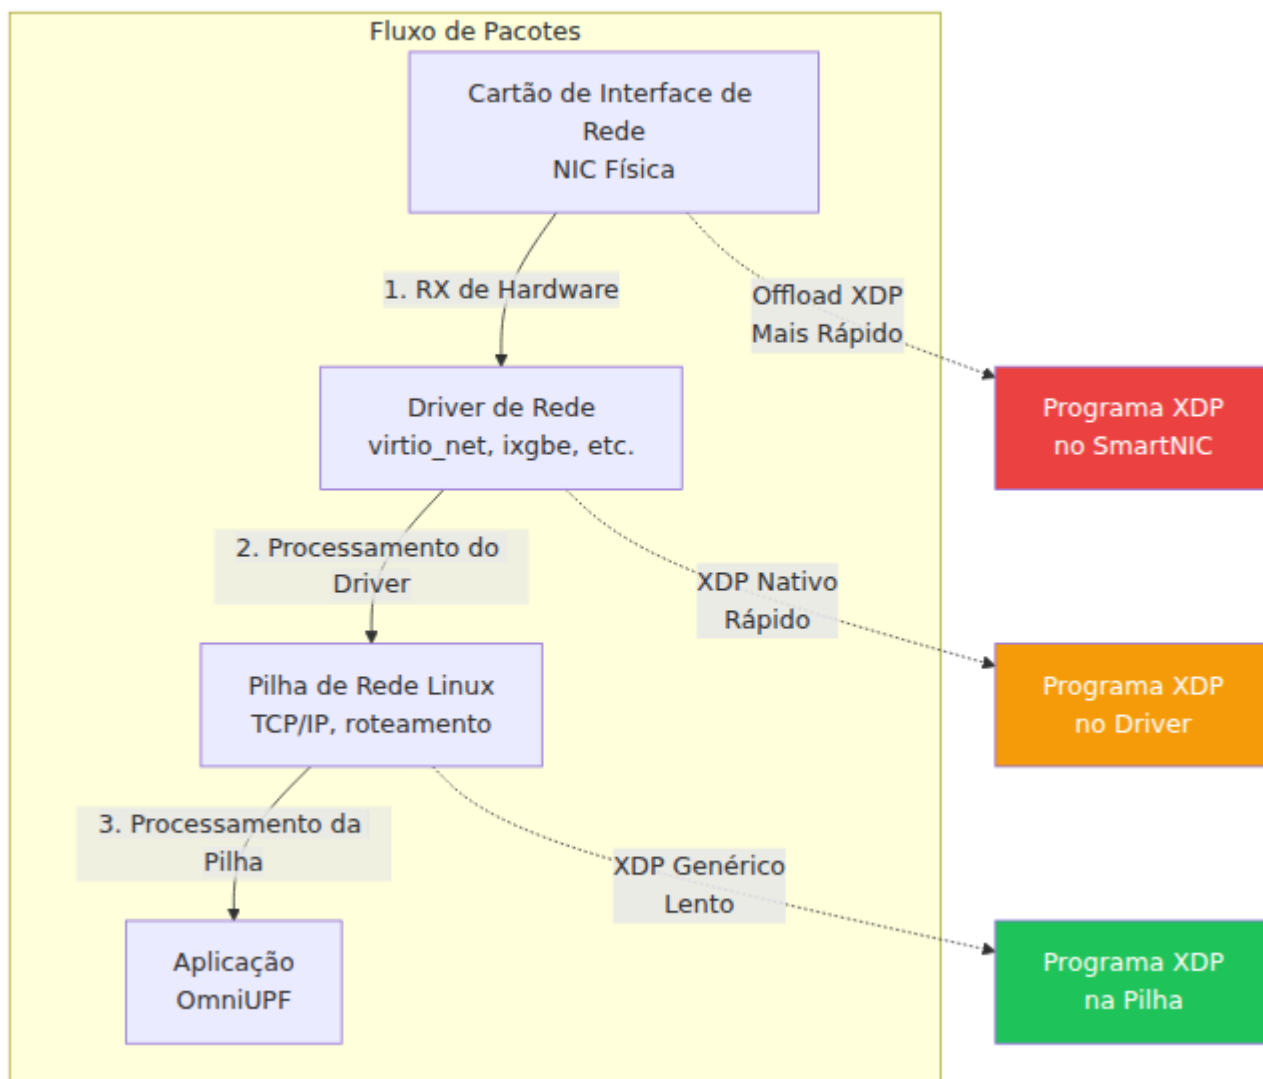 Fluxo de Pacotes
Cartão de Interface de
Rede
NIC Física
1. RX de Hardware
Offload XDP
Mais Rápido
Driver de Rede
virtio_net, ixgbe, etc.
Programa XDP
no SmartNIC
2. Processamento do
Driver
XDP Nativo
Rápido
Pilha de Rede Linux
TCP/IP, roteamento
Programa XDP
no Driver
3. Processamento da
Pilha
XDP Genérico
Lento
Aplicação
OmniUPF
Programa XDP
na Pilha